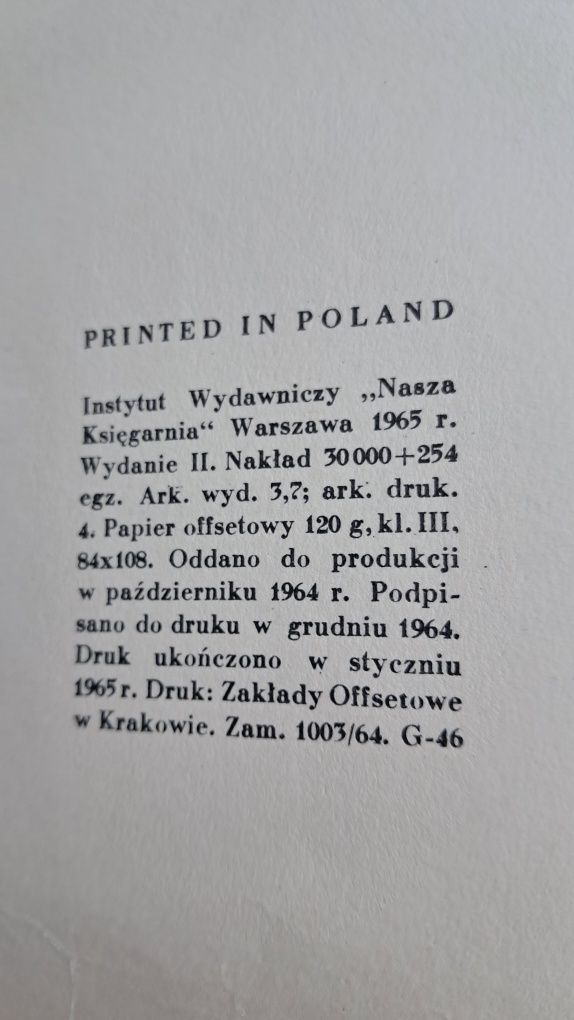 PRINTED IN POLAND
Instytut Wydawniczy „Nasza
Księgarnia“ Warszawa 1965 r.
Wydanie II. Nakład 30 000+254
egz. Ark. wyd. 3,7; ark. druk.
4. Papier offsetowy 120 g, kl. III,
84x108. Oddano do produkcji
w październiku 1964 r. Podpi-
sano do druku w grudniu 1964.
Druk ukończono w styczniu
1965 r. Druk: Zakłady Offsetowe
w Krakowie. Zam. 1003/64. G-46